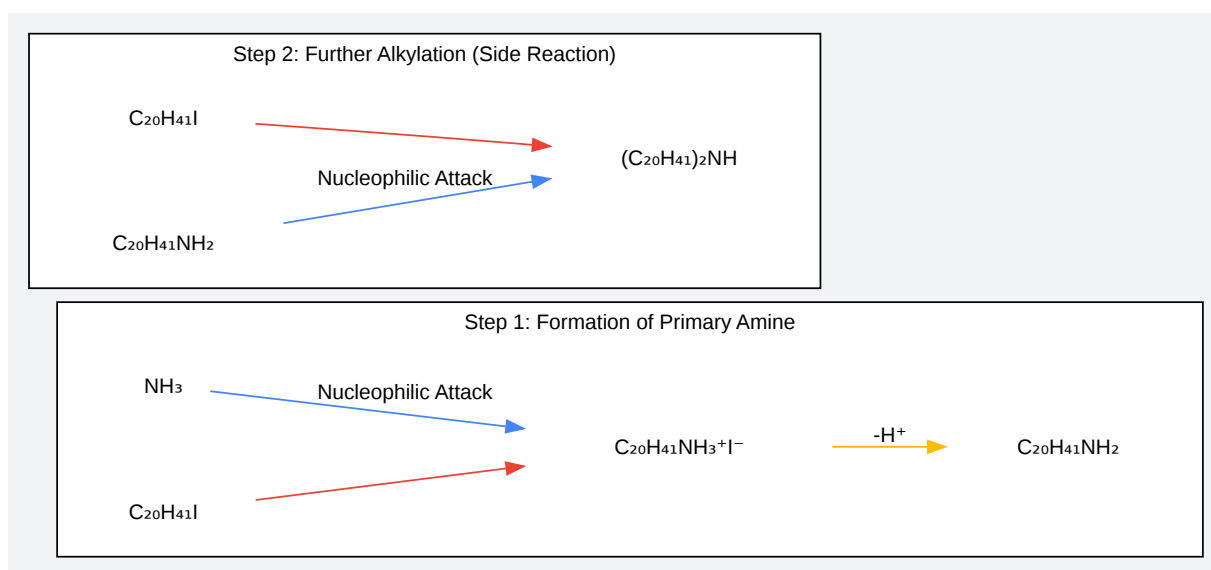 Step 2: Further Alkylation (Side Reaction)
C₂₀H₄₁I
Nucleophilic Attack
(C₂₀H₄₁)₂NH
C₂₀H₄₁NH₂
Step 1: Formation of Primary Amine
NH₃
Nucleophilic Attack
C₂₀H₄₁NH₃⁺I⁻
-H⁺
C₂₀H₄₁NH₂
C₂₀H₄₁I